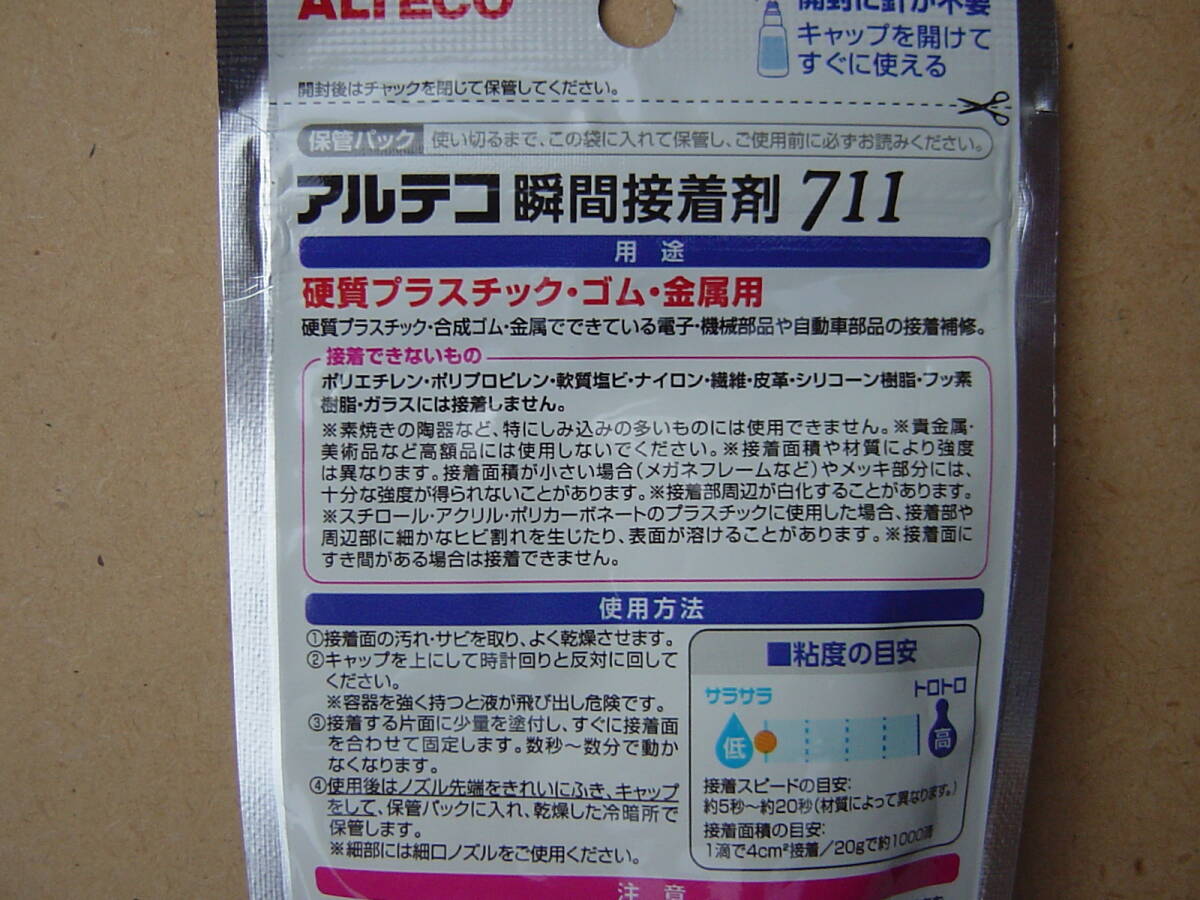 ALTECO
開封に針が不要
キャップを開けて
すぐに使える
開封後はチャックを閉じて保管してください。
保管パック 使い切るまで、この袋に入れて保管し、ご使用前に必ずお読みください。
アルテコ 瞬間接着剤 711
用途
硬質プラスチック・ゴム・金属用
硬質プラスチック・合成ゴム・金属でできている電子・機械部品や自動車部品の接着補修。
接着できないもの
ポリエチレン・ポリプロピレン・軟質塩ビ・ナイロン・繊維・皮革・シリコーン樹脂・フッ素
樹脂・ガラスには接着しません。
※素焼きの陶器など、特にしみ込みの多いものには使用できません。※貴金属・
美術品など高額品には使用しないでください。※接着面積や材質により強度
は異なります。接着面積が小さい場合(メガネフレームなど)やメッキ部分には、
十分な強度が得られないことがあります。※接着部周辺が白化することがあります。
※スチロール・アクリル・ポリカーボネートのプラスチックに使用した場合、接着部や
周辺部に細かなヒビ割れを生じたり、表面が溶けることがあります。※接着面に
すき間がある場合は接着できません。
使用方法
①接着面の汚れ・サビを取り、よく乾燥させます。
②キャップを上にして時計回りと反対に回して
ください。
※容器を強く持つと液が飛び出し危険です。
③接着する片面に少量を塗付し、すぐに接着面
を合わせて固定します。数秒〜数分で動か
なくなります。
④使用後はノズル先端をきれいにふき、キャップ
をして、保管パックに入れ、乾燥した冷暗所で
保管します。
※細部には細口ノズルをご使用ください。
■粘度の目安
サラサラ トロトロ
低 高
接着スピードの目安:
約5秒〜約20秒(材質によって異なります。)
接着面積の目安:
1滴で4cm²接着/20gで約1000滴
注意